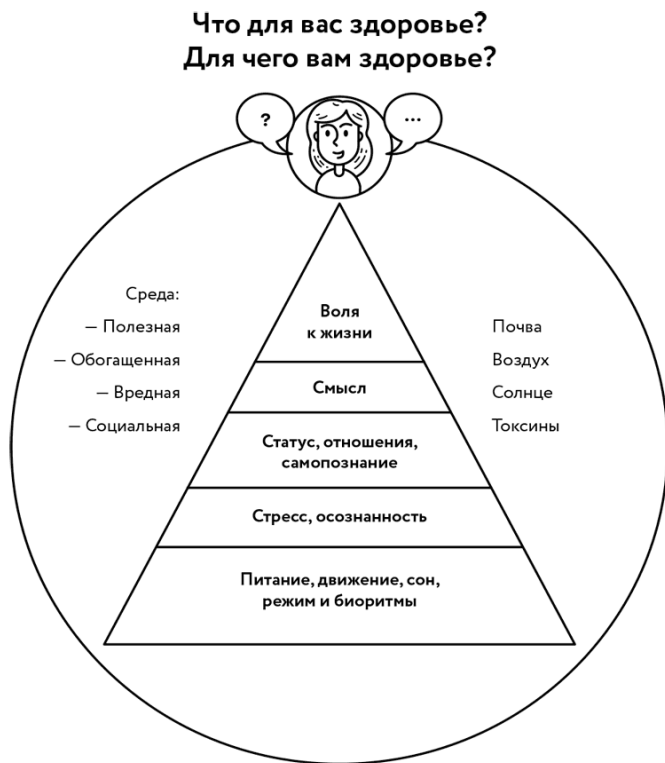 Что для вас здоровье?
Для чего вам здоровье?
?
...
Среда:
— Полезная
— Обогащенная
— Вредная
— Социальная
Воля
к жизни
Смысл
Статус, отношения,
самопознание
Стресс, осознанность
Питание, движение, сон,
режим и биоритмы
Почва
Воздух
Солнце
Токсины